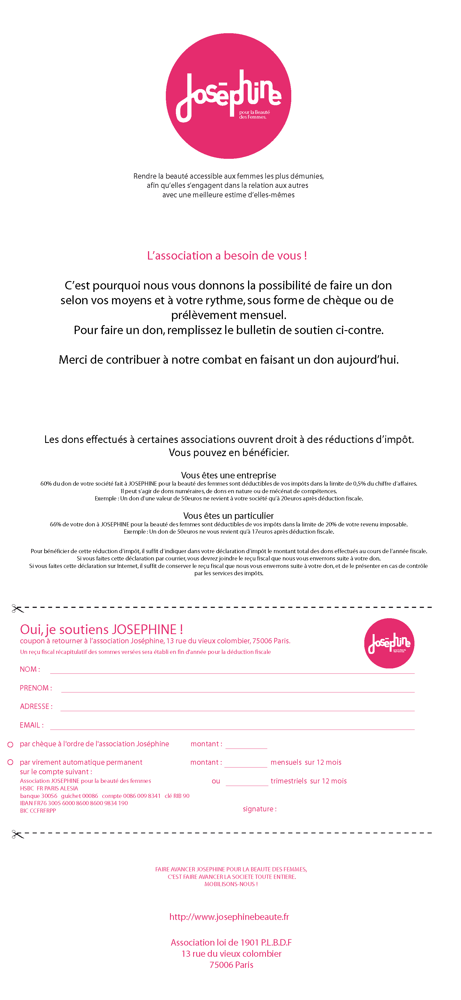 Joséphine
pour la Beauté
des Femmes.
Rendre la beauté accessible aux femmes les plus démunies,
afin qu’elles s’engagent dans la relation aux autres
avec une meilleure estime d’elles-mêmes
L’association a besoin de vous !
C’est pourquoi nous vous donnons la possibilité de faire un don
selon vos moyens et à votre rythme, sous forme de chèque ou de
prélèvement mensuel.
Pour faire un don, remplissez le bulletin de soutien ci-contre.
Merci de contribuer à notre combat en faisant un don aujourd’hui.
Les dons effectués à certaines associations ouvrent droit à des réductions d’impôt.
Vous pouvez en bénéficier.
Vous êtes une entreprise
60% du don de votre société fait à JOSEPHINE pour la beauté des femmes sont déductibles de vos impôts dans la limite de 0,5% du chiffre d’affaires.
Il peut s’agir de dons numéraires, de dons en nature ou de mécénat de compétences.
Exemple : Un don d’une valeur de 50euros ne revient à votre société qu’à 20euros après déduction fiscale.
Vous êtes un particulier
66% de votre don à JOSEPHINE pour la beauté des femmes sont déductibles de vos impôts dans la limite de 20% de votre revenu imposable.
Exemple : Un don de 50euros ne vous revient qu’à 17euros après déduction fiscale.
Pour bénéficier de cette réduction d’impôt, il suffit d’indiquer dans votre déclaration d’impôt le montant total des dons effectués au cours de l’année fiscale.
Si vous faites cette déclaration par courrier, vous devrez joindre le reçu fiscal que nous vous enverrons suite à votre don.
Si vous faites cette déclaration sur Internet, il suffit de conserver le reçu fiscal que nous vous enverrons suite à votre don, et de le présenter en cas de contrôle
par les services des impôts.
Oui, je soutiens JOSEPHINE !
coupon à retourner à l’association Joséphine, 13 rue du vieux colombier, 75006 Paris.
Un reçu fiscal récapitulatif des sommes versées sera établi en fin d'année pour la déduction fiscale
Joséphine
pour la Beauté
des Femmes.
NOM :
PRENOM :
ADRESSE :
EMAIL :
par chèque à l'ordre de l'association Joséphine montant :
par virement automatique permanent montant : mensuels sur 12 mois
sur le compte suivant :
Association JOSEPHINE pour la beauté des femmes ou trimestriels sur 12 mois
HSBC FR PARIS ALESIA
banque 30056 guichet 00086 compte 0086 009 8341 clé RIB 90
IBAN FR76 3005 6000 8600 8600 9834 190
BIC CCFRFRPP
signature :
FAIRE AVANCER JOSEPHINE POUR LA BEAUTE DES FEMMES,
C'EST FAIRE AVANCER LA SOCIETE TOUTE ENTIERE.
MOBILISONS-NOUS !
http://www.josephinebeaute.fr
Association loi de 1901 P.L.B.D.F
13 rue du vieux colombier
75006 Paris